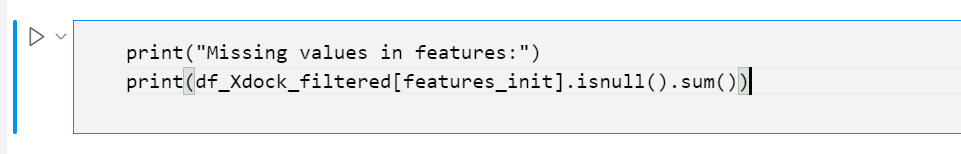 print("Missing values in features:")
print(df_Xdock_filtered[features_init].isnull().sum())